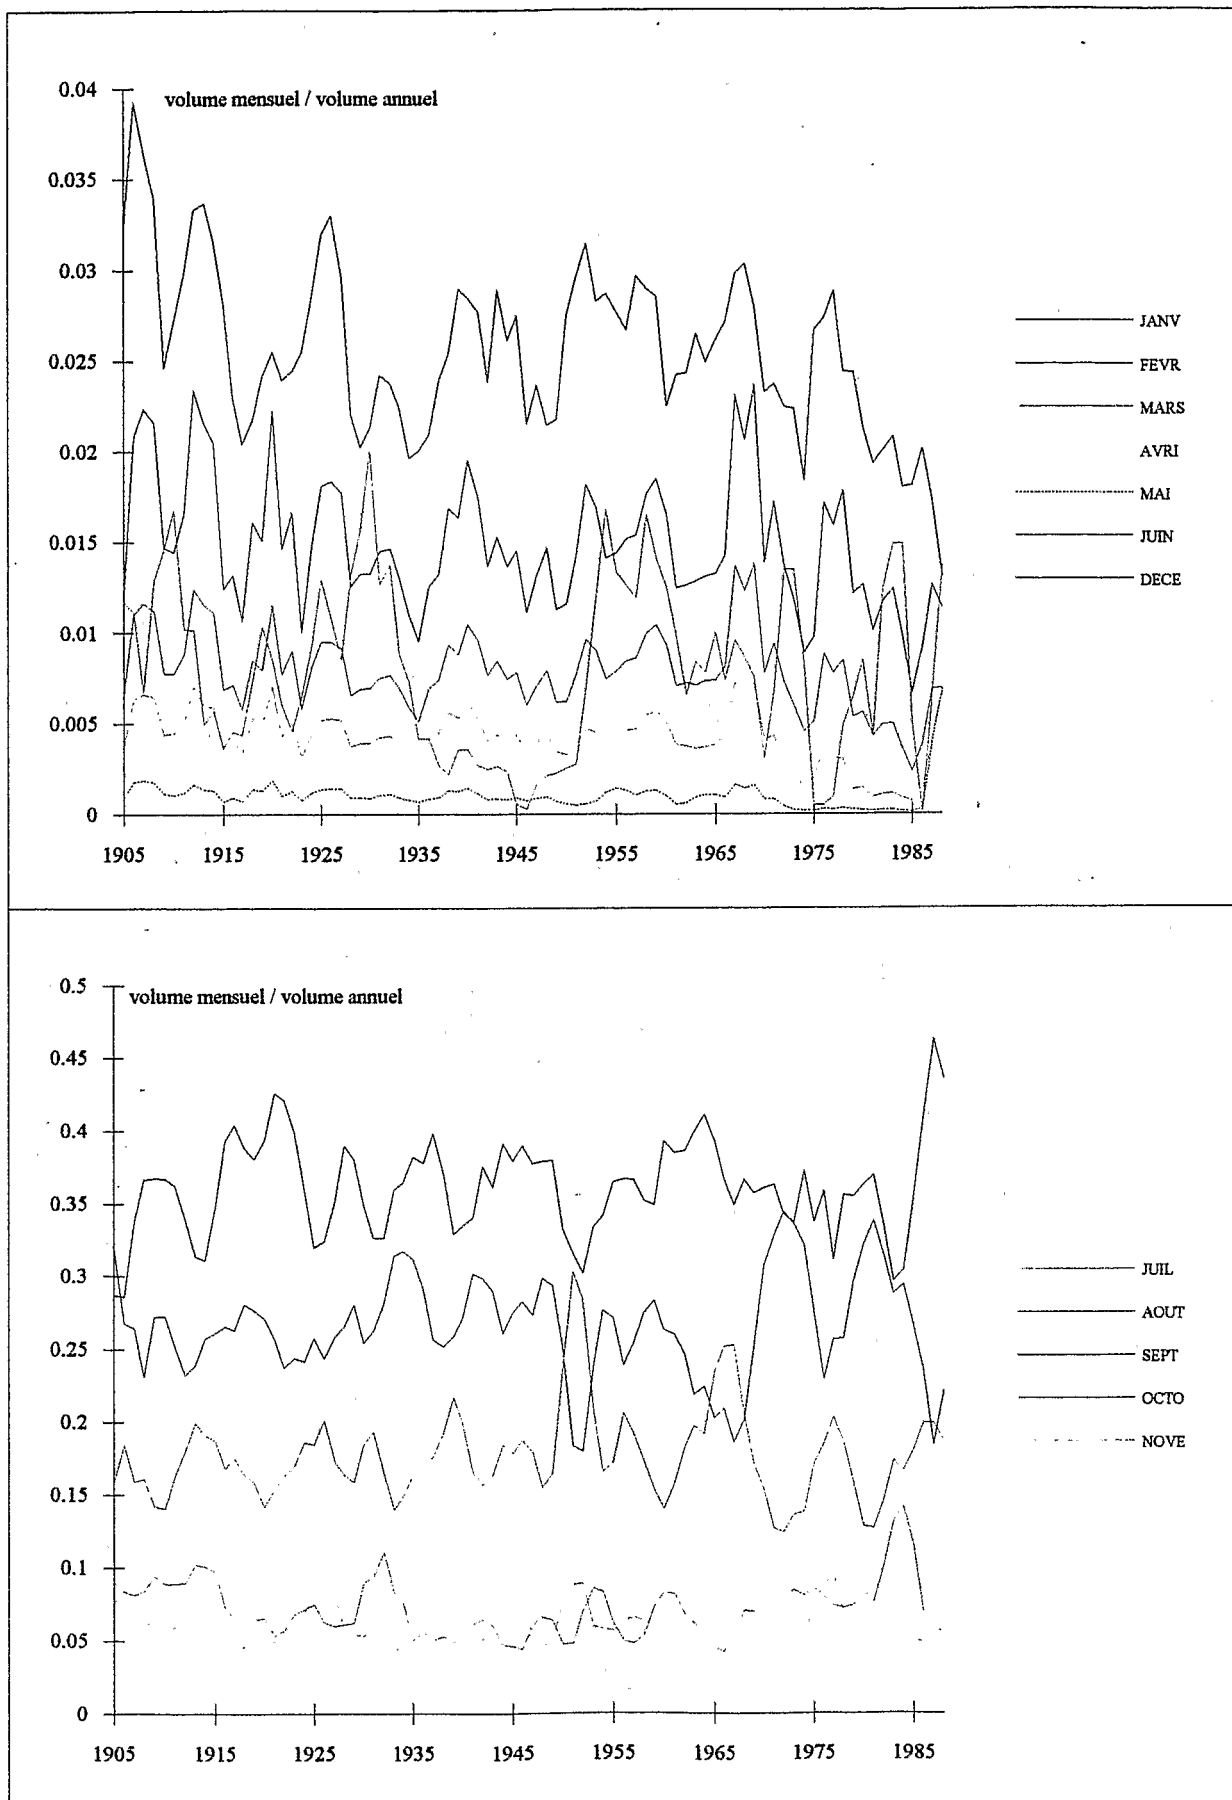 volume mensuel / volume annuel
0.04
0.035
0.03
0.025
0.02
0.015
0.01
0.005
0
1905 1915 1925 1935 1945 1955 1965 1975 1985
JANV
FEVR
MARS
AVRI
MAI
JUIN
DECE
volume mensuel / volume annuel
0.5
0.45
0.4
0.35
0.3
0.25
0.2
0.15
0.1
0.05
0
1905 1915 1925 1935 1945 1955 1965 1975 1985
JUIL
AOUT
SEPT
OCTO
NOVE